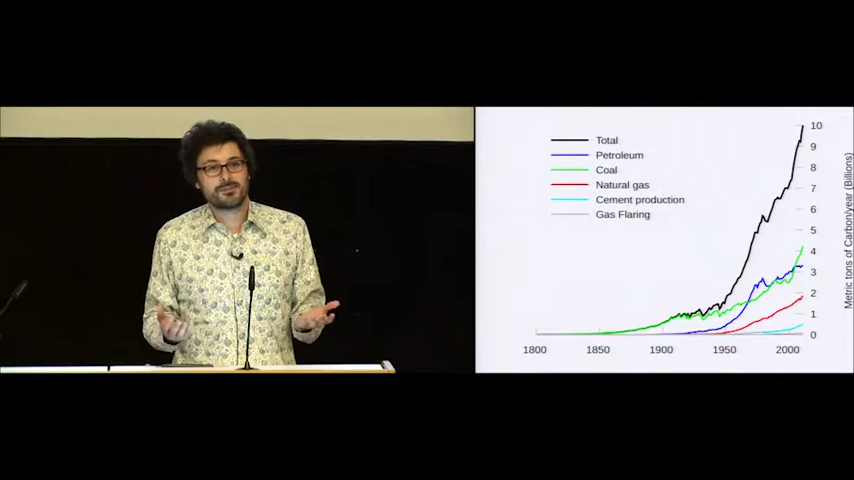 Total
Petroleum
Coal
Natural gas
Cement production
Gas Flaring
10
9
8
7
6
5
4
3
2
1
0
Metric tons of Carbon/year (Billions)
1800 1850 1900 1950 2000